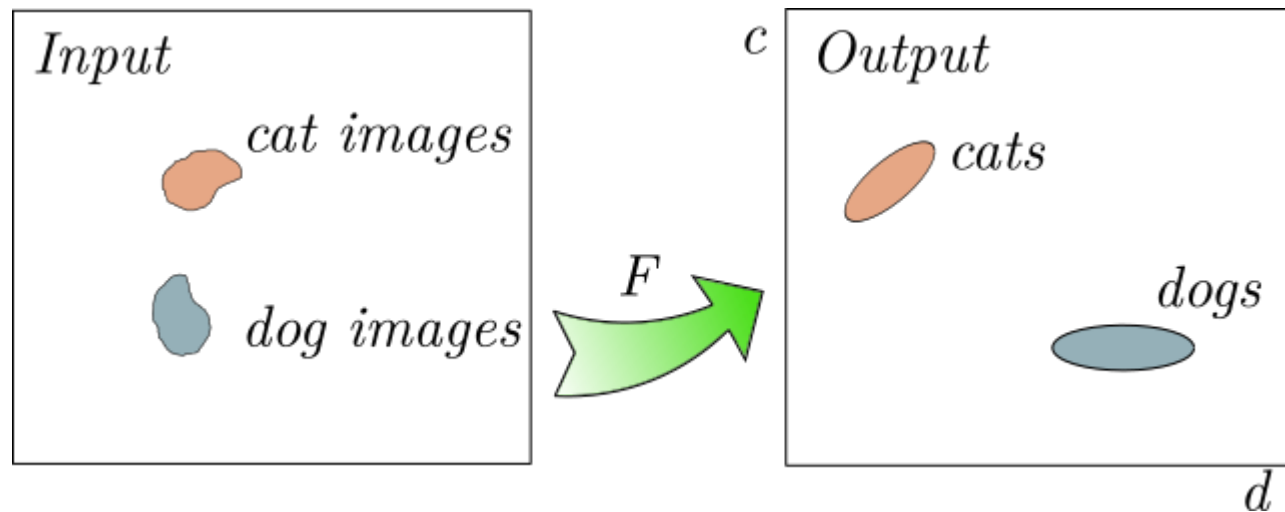 Input
cat images
dog images
F
c
Output
cats
dogs
d